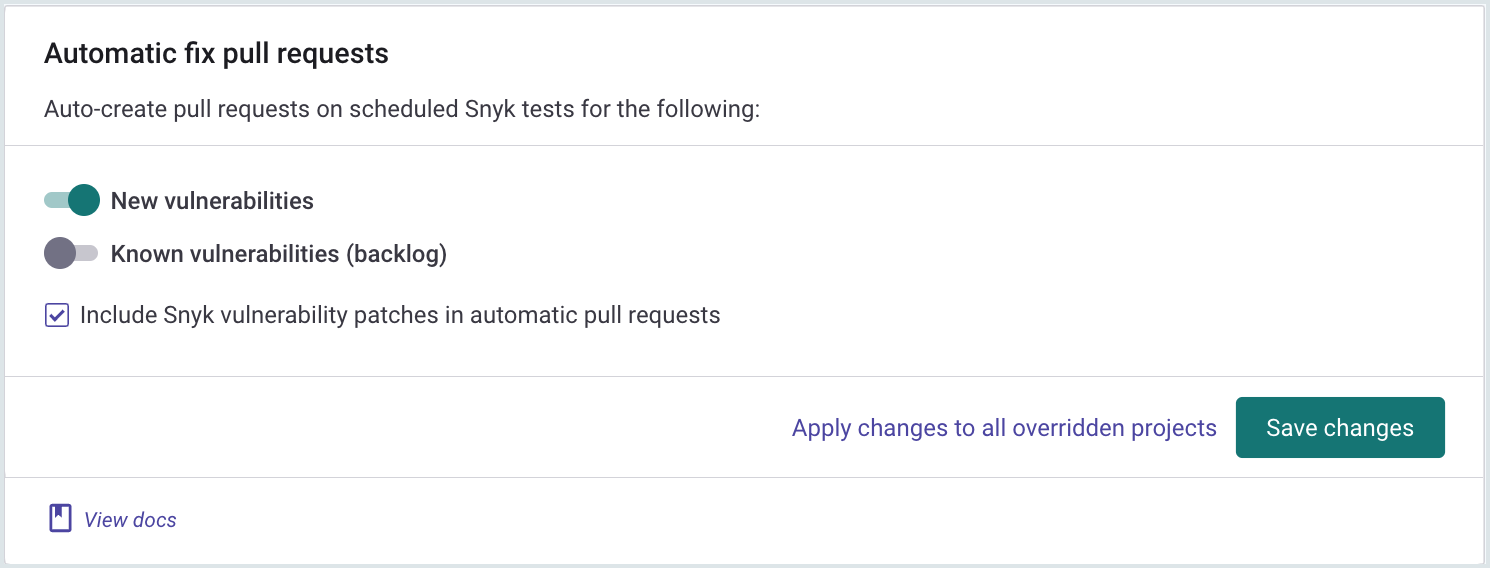 Automatic fix pull requests
Auto-create pull requests on scheduled Snyk tests for the following:
New vulnerabilities
Known vulnerabilities (backlog)
Include Snyk vulnerability patches in automatic pull requests
Apply changes to all overridden projects
Save changes
View docs